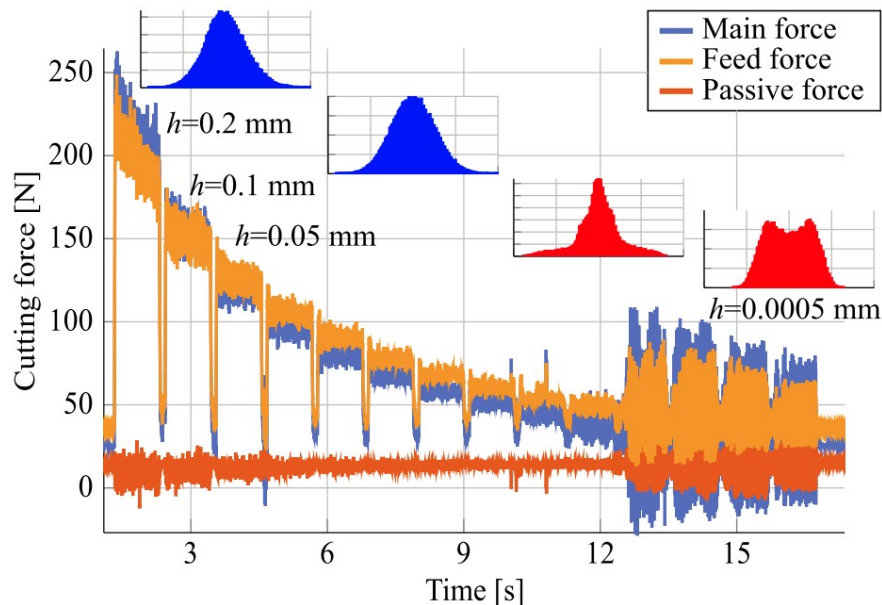 Main force
Feed force
Passive force
Cutting force [N]
250
200
150
100
50
0
h=0.2 mm
h=0.1 mm
h=0.05 mm
h=0.0005 mm
3
6
9
12
15
Time [s]